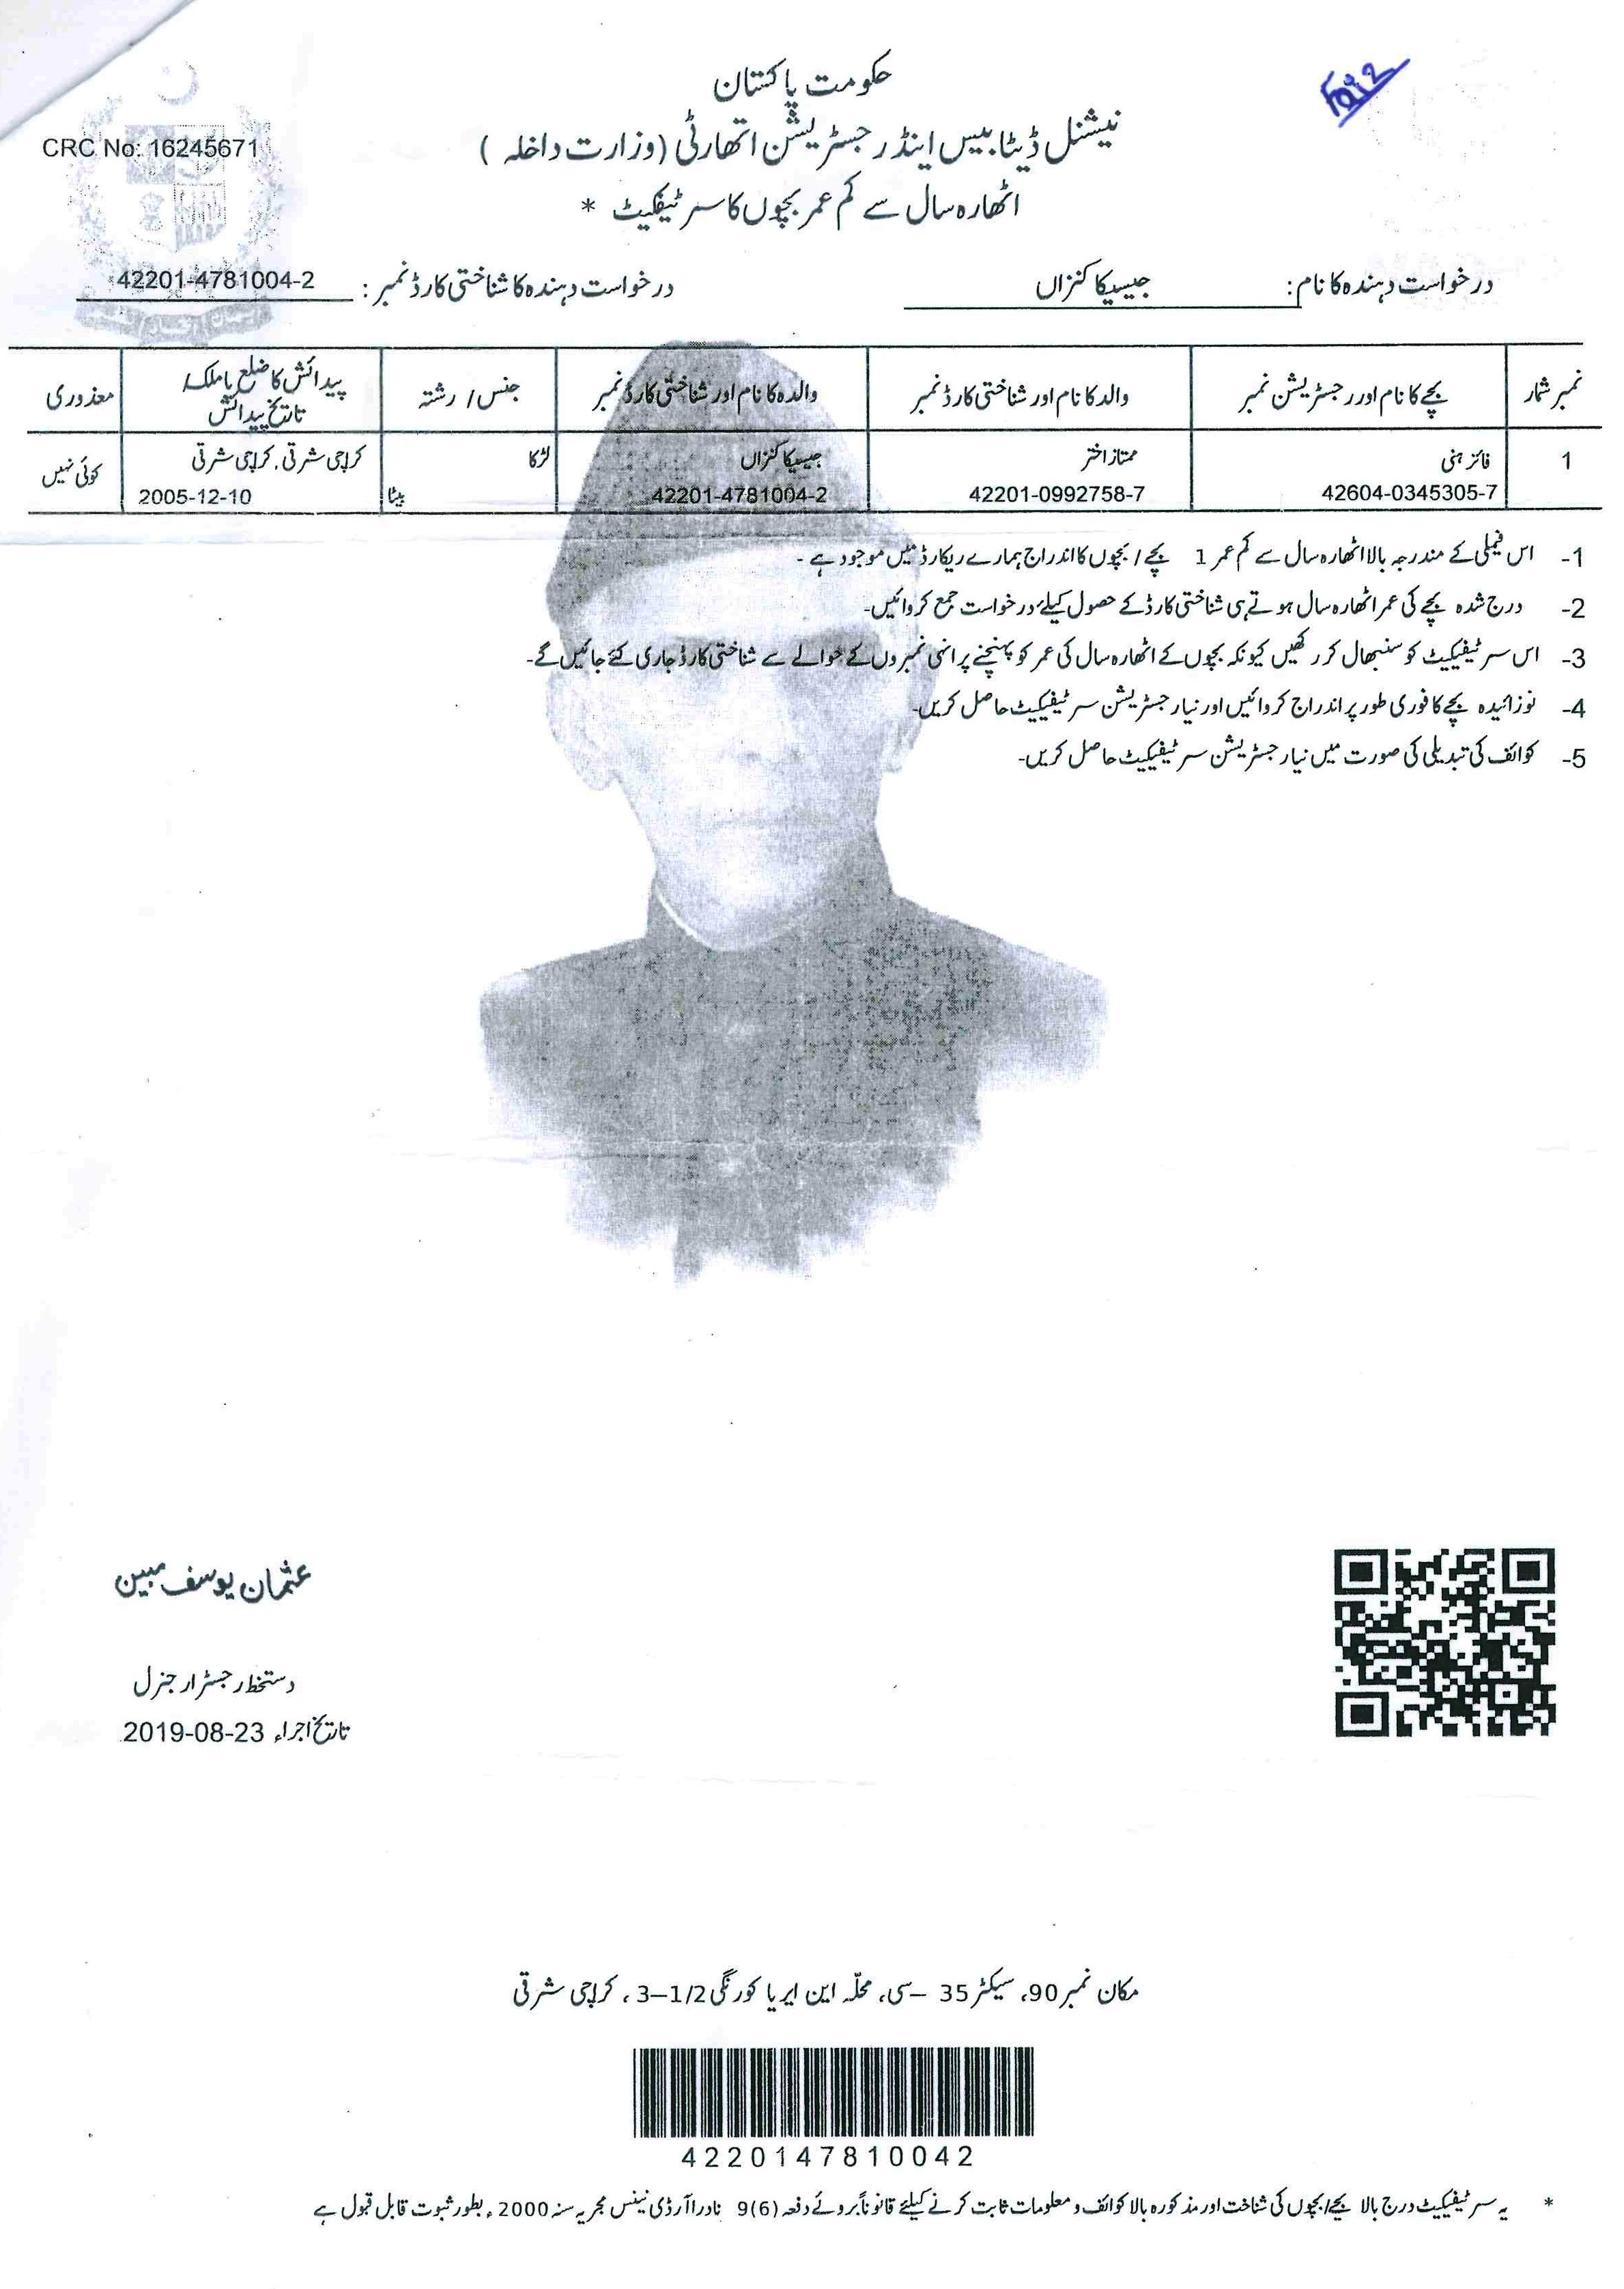 حکومت پاکستان
نیشنل ڈیٹا بیس اینڈ رجسٹریشن اتھارٹی (وزارت داخلہ)
CRC No: 16245671
اٹھارہ سال سے کم عمر بچوں کا سرٹیفکیٹ *
درخواست دہندہ کا نام: جیسیکا کنزاں درخواست دہندہ کا شناختی کارڈ نمبر: 42201-4781004-2
نمبر شمار بچے کا نام اور رجسٹریشن نمبر والد کا نام اور شناختی کارڈ نمبر والدہ کا نام اور شناختی کارڈ نمبر جنس / رشتہ پیدائش کا ضلع یا ملک / تاریخ پیدائش معذوری
1 فائز ہنی ممتاز اختر جیسیکا کنزاں لڑکا کراچی شرقی، کراچی شرقی کوئی نہیں
42604-0345305-7 42201-0992758-7 42201-4781004-2 بیٹا 2005-12-10
1- اس فیملی کے مندرجہ بالا اٹھارہ سال سے کم عمر 1 بچے / بچوں کا اندراج ہمارے ریکارڈ میں موجود ہے -
2- درج شدہ بچے کی عمر اٹھارہ سال ہوتے ہی شناختی کارڈ کے حصول کیلئے درخواست جمع کروائیں-
3- اس سرٹیفیکیٹ کو سنبھال کر رکھیں کیونکہ بچوں کے اٹھارہ سال کی عمر کو پہنچنے پر انہی نمبروں کے حوالے سے شناختی کارڈ جاری کئے جائیں گے-
4- نوزائیدہ بچے کا فوری طور پر اندراج کروائیں اور نیا رجسٹریشن سرٹیفیکیٹ حاصل کریں-
5- کوائف کی تبدیلی کی صورت میں نیا رجسٹریشن سرٹیفیکیٹ حاصل کریں-
عثمان یوسف مبین
دستخط رجسٹرار جنرل
تاریخ اجراء 2019-08-23
مکان نمبر 90، سیکٹر 35 –سی، محلّہ این ایریا کورنگی 1/2–3 ، کراچی شرقی
4220147810042
* یہ سرٹیفیکیٹ درج بالا بچے/بچوں کی شناخت اور مذکورہ بالا کوائف و معلومات ثابت کرنے کیلئے قانوناً بروئے دفعہ (6)9 نادرا آرڈی نینس مجریہ سنہ 2000ء بطور ثبوت قابل قبول ہے